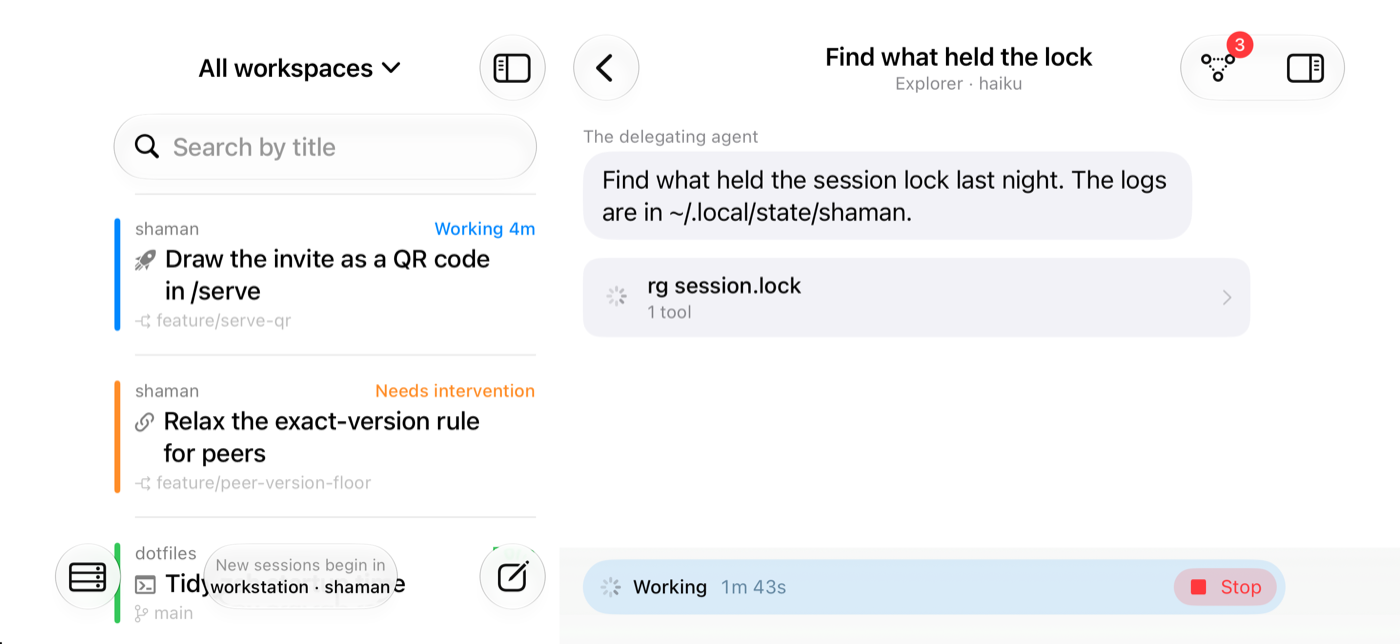 All workspaces
Search by title
shaman
Working 4m
Draw the invite as a QR code
in /serve
feature/serve-qr
shaman
Needs intervention
Relax the exact-version rule
for peers
feature/peer-version-floor
dotfiles
New sessions begin in
workstation · shaman
main
Find what held the lock
Explorer · haiku
3
The delegating agent
Find what held the session lock last night. The logs
are in ~/.local/state/shaman.
rg session.lock
1 tool
Working 1m 43s
Stop